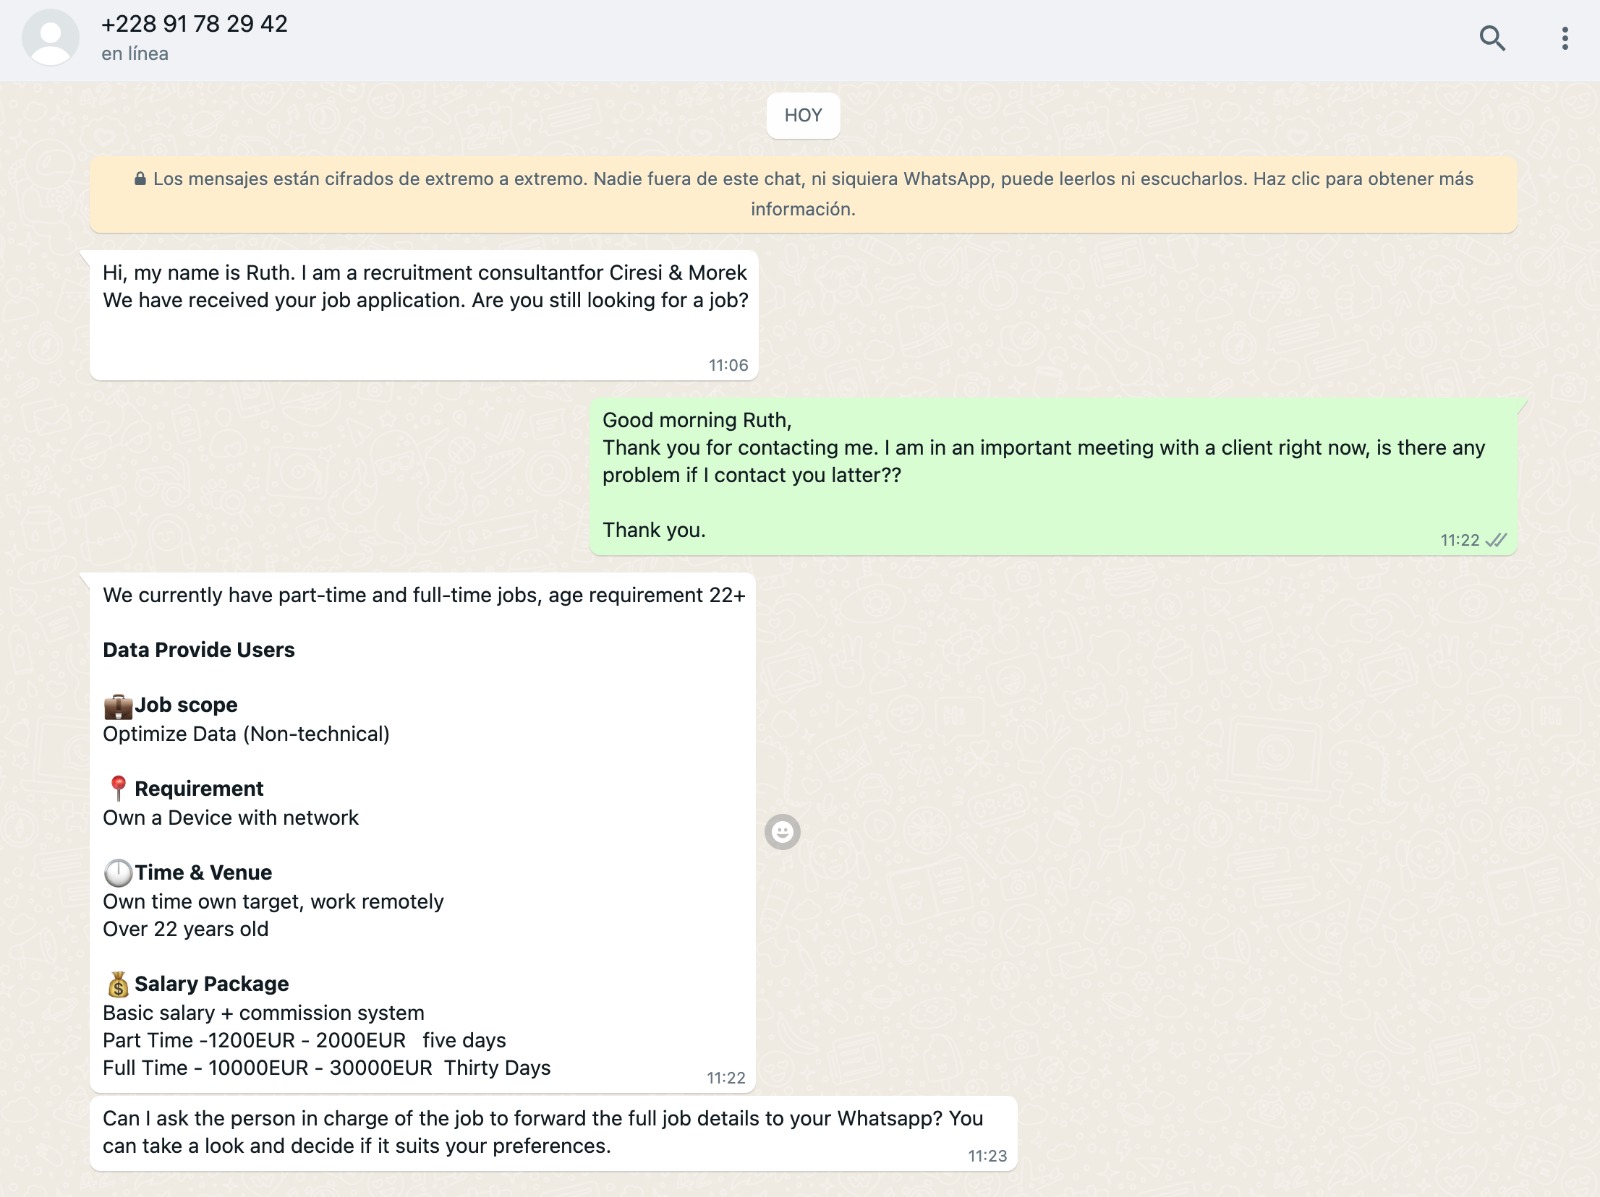 +228 91 78 29 42
en línea
HOY
Los mensajes están cifrados de extremo a extremo. Nadie fuera de este chat, ni siquiera WhatsApp, puede leerlos ni escucharlos. Haz clic para obtener más
información.
Hi, my name is Ruth. I am a recruitment consultantfor Ciresi & Morek
We have received your job application. Are you still looking for a job?
11:06
Good morning Ruth,
Thank you for contacting me. I am in an important meeting with a client right now, is there any
problem if I contact you latter??
Thank you.
11:22
We currently have part-time and full-time jobs, age requirement 22+
Data Provide Users
💼Job scope
Optimize Data (Non-technical)
📍Requirement
Own a Device with network
🕛Time & Venue
Own time own target, work remotely
Over 22 years old
💰Salary Package
Basic salary + commission system
Part Time -1200EUR - 2000EUR   five days
Full Time - 10000EUR - 30000EUR  Thirty Days
11:22
Can I ask the person in charge of the job to forward the full job details to your Whatsapp? You
can take a look and decide if it suits your preferences.
11:23